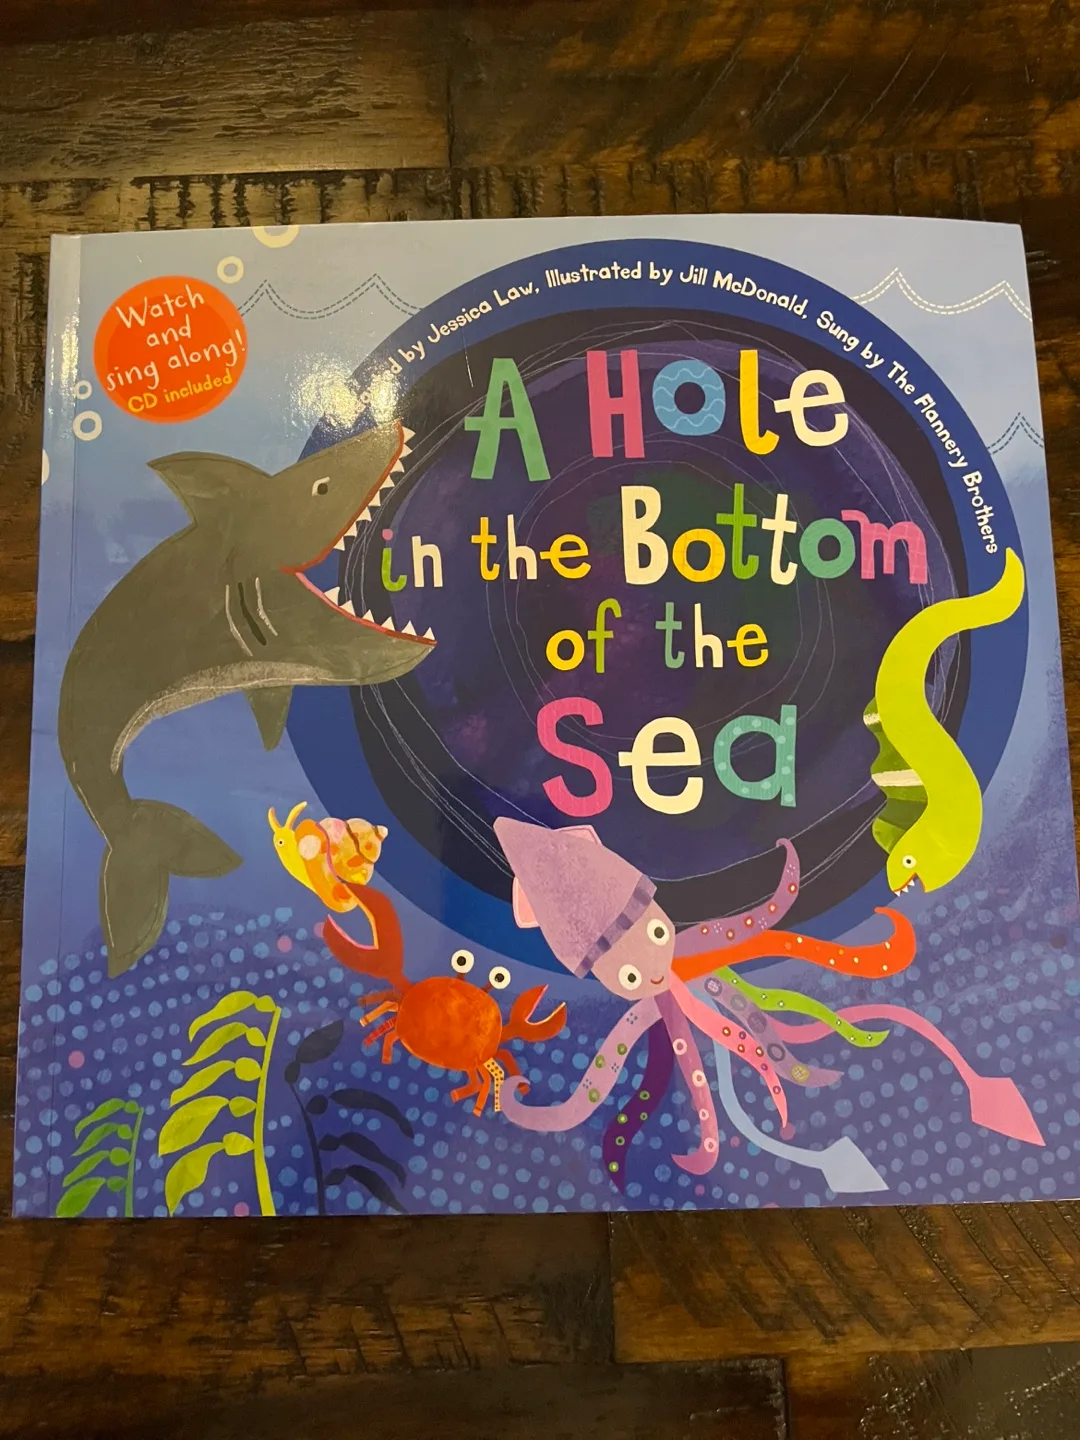 Watch
and
sing along!
CD included
by Jessica Law, Illustrated by Jill McDonald, Sung by The Flannery Brothers
A Hole
in the Bottom
of the
Sea